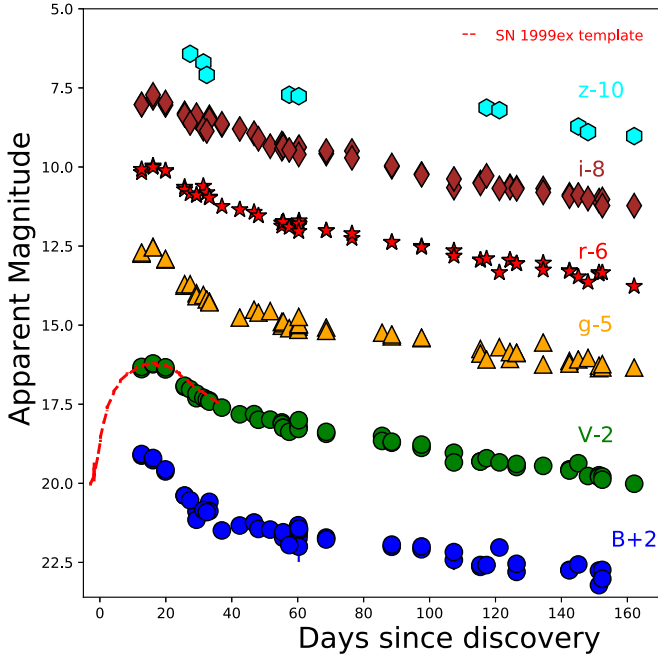 5.0
7.5
10.0
12.5
15.0
17.5
20.0
22.5
Apparent Magnitude
SN 1999ex template
z-10
i-8
r-6
g-5
V-2
B+2
0 20 40 60 80 100 120 140 160
Days since discovery